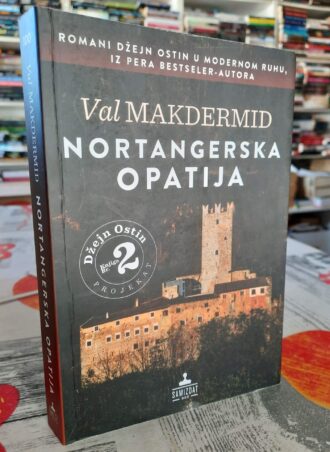 ROMANI DŽEJN OSTIN U MODERNOM RUHU,
IZ PERA BESTSELER-AUTORA
Val MAKDERMID
NORTANGERSKA
OPATIJA
Džejn Ostin
Knjiga
2
PROJEKAT
SAMIZDAT
Val MAKDERMID NORTANGERSKA OPATIJA